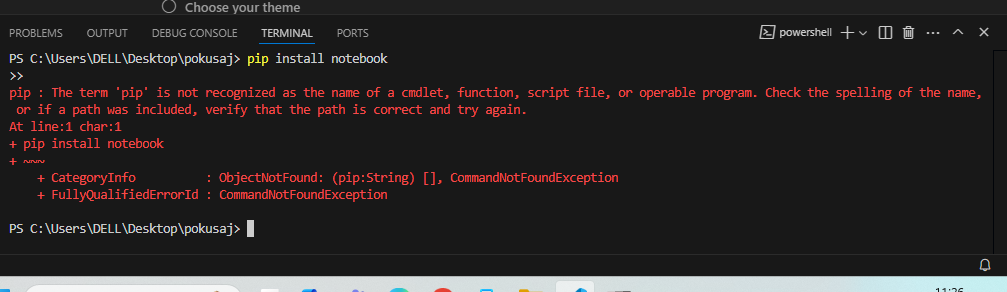 Choose your theme
PROBLEMS OUTPUT DEBUG CONSOLE TERMINAL PORTS powershell
PS C:\Users\DELL\Desktop\pokusaj> pip install notebook
>>
pip : The term 'pip' is not recognized as the name of a cmdlet, function, script file, or operable program. Check the spelling of the name,
or if a path was included, verify that the path is correct and try again.
At line:1 char:1
+ pip install notebook
+ ~~~
+ CategoryInfo : ObjectNotFound: (pip:String) [], CommandNotFoundException
+ FullyQualifiedErrorId : CommandNotFoundException
PS C:\Users\DELL\Desktop\pokusaj>